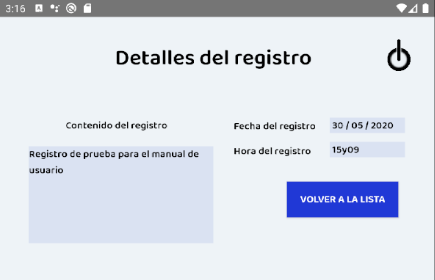 3:16
Detalles del registro
Contenido del registro
Registro de prueba para el manual de
usuario
Fecha del registro
30 / 05 / 2020
Hora del registro
15y09
VOLVER A LA LISTA